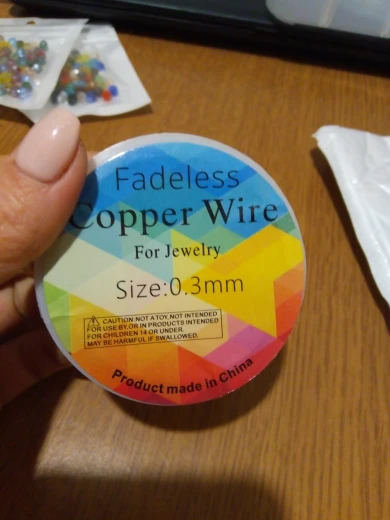 Fadeless
Copper Wire
For Jewelry
Size:0.3mm
CAUTION NOT A TOY, NOT INTENDED
FOR USE BY, OR IN PRODUCTS INTENDED
FOR CHILDREN 14 OR UNDER,
MAY BE HARMFUL IF SWALLOWED.
Product made in China